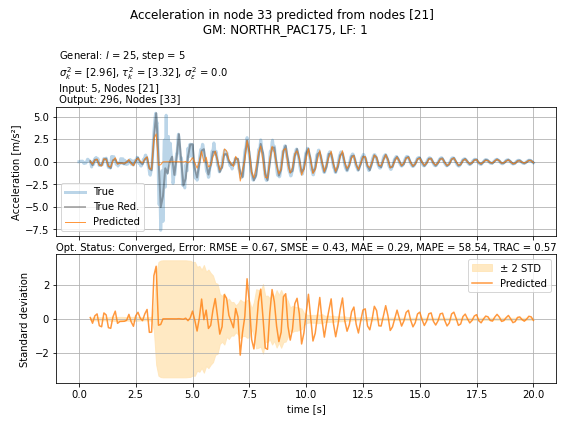 Acceleration in node 33 predicted from nodes [21]
GM: NORTHR_PAC175, LF: 1
General: l = 25, step = 5
σ²ₖ = [2.96], τ²ₖ = [3.32], σ²ε = 0.0
Input: 5, Nodes [21]
Output: 296, Nodes [33]
Acceleration [m/s²]
5.0
2.5
0.0
−2.5
−5.0
−7.5
True
True Red.
Predicted
Opt. Status: Converged, Error: RMSE = 0.67, SMSE = 0.43, MAE = 0.29, MAPE = 58.54, TRAC = 0.57
Standard deviation
2
0
−2
± 2 STD
Predicted
0.0 2.5 5.0 7.5 10.0 12.5 15.0 17.5 20.0
time [s]